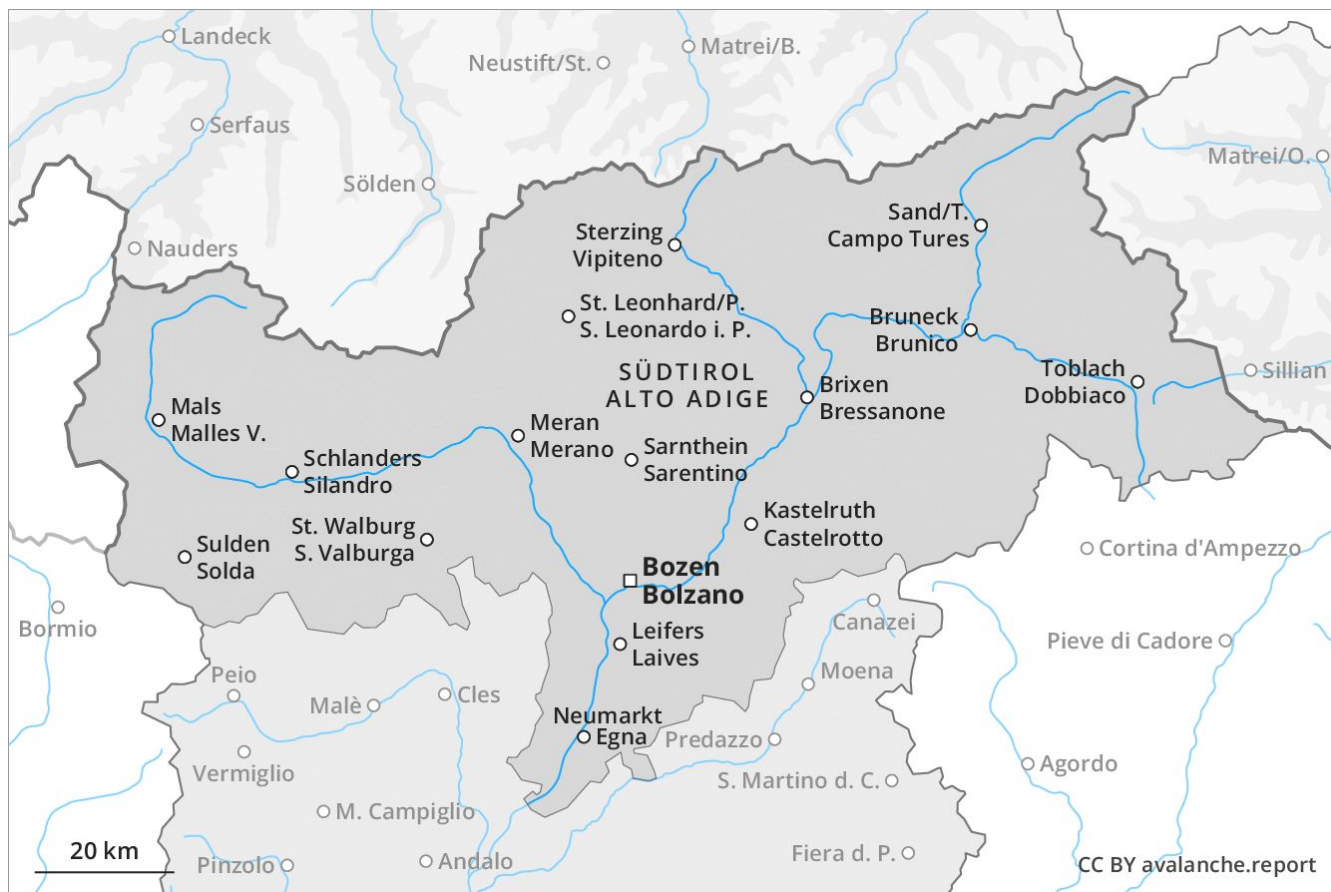 Landeck
Matrei/B.
Neustift/St.
Serfaus
Matrei/O.
Sölden
Sand/T.
Campo Tures
Nauders
Sterzing
Vipiteno
St. Leonhard/P.
S. Leonardo i. P.
Bruneck
Brunico
SÜDTIROL
ALTO ADIGE
Toblach
Dobbiaco
Sillian
Brixen
Bressanone
Mals
Malles V.
Meran
Merano
Sarnthein
Sarentino
Schlanders
Silandro
Kastelruth
Castelrotto
St. Walburg
S. Valburga
Sulden
Solda
Cortina d'Ampezzo
Bozen
Bolzano
Bormio
Canazei
Leifers
Laives
Pieve di Cadore
Peio
Moena
Malè
Cles
Neumarkt
Egna
Predazzo
Vermiglio
Agordo
S. Martino d. C.
M. Campiglio
20 km
Pinzolo
Andalo
Fiera d. P.
CC BY avalanche.report